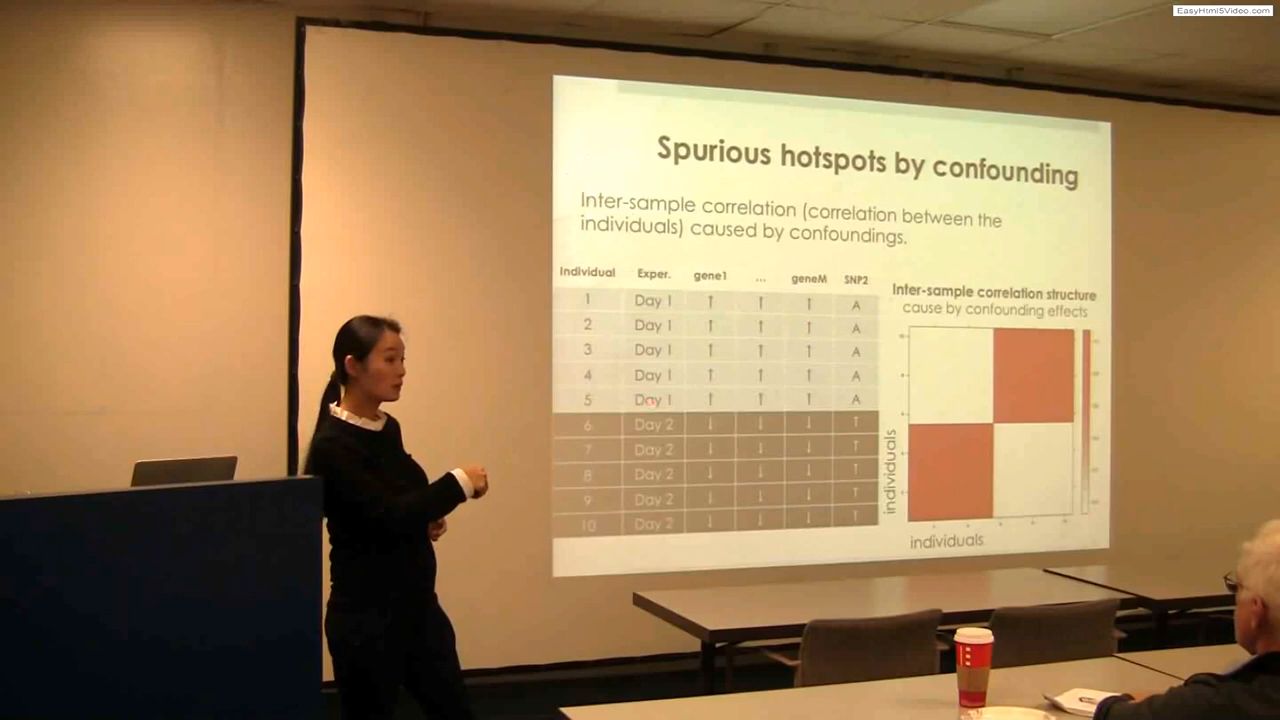 EasyHtml5Video.com
Spurious hotspots by confounding
Inter-sample correlation (correlation between the
individuals) caused by confoundings.
Individual Exper. gene1 ... geneM SNP2
1 Day 1 ↑ ↑ ↑ A
2 Day 1 ↑ ↑ ↑ A
3 Day 1 ↑ ↑ ↑ A
4 Day 1 ↑ ↑ ↑ A
5 Day 1 ↑ ↑ ↑ A
6 Day 2 ↓ ↓ ↓ T
7 Day 2 ↓ ↓ ↓ T
8 Day 2 ↓ ↓ ↓ T
9 Day 2 ↓ ↓ ↓ T
10 Day 2 ↓ ↓ ↓ T
Inter-sample correlation structure
cause by confounding effects
individuals
individuals